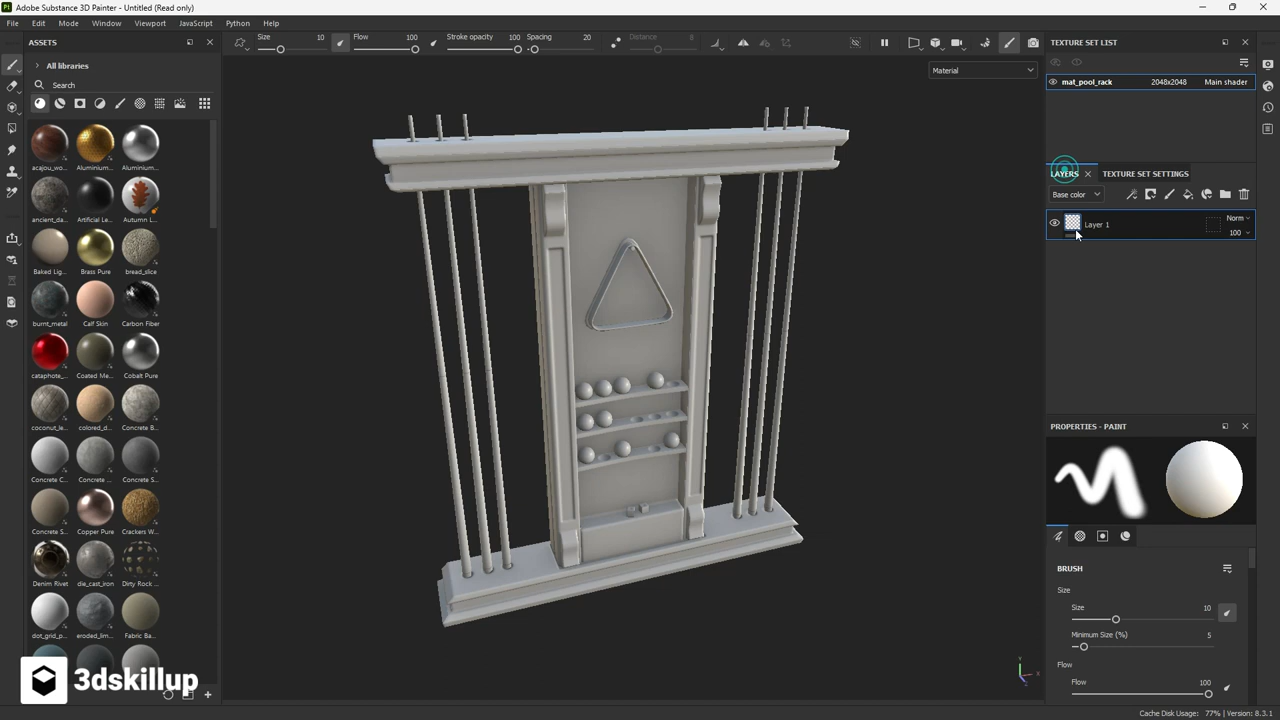 Adobe Substance 3D Painter - Untitled (Read only)
File Edit Mode Window Viewport JavaScript Python Help
ASSETS
Size 10 Flow 100 Stroke opacity 100 Spacing 20 Distance 8
All libraries
Search
Material
acajou_wo... Aluminium... Aluminium...
ancient_da... Artificial Le... Autumn L...
Baked Lig... Brass Pure bread_slice
burnt_metal Calf Skin Carbon Fiber
cataphote_... Coated Me... Cobalt Pure
coconut_le... colored_d... Concrete B...
Concrete C... Concrete ... Concrete S...
Concrete S... Copper Pure Crackers W...
Denim Rivet die_cast_iron Dirty Rock ...
dot_grid_p... eroded_lim... Fabric Ba...
3dskillup
TEXTURE SET LIST
mat_pool_rack 2048x2048 Main shader
LAYERS TEXTURE SET SETTINGS
Base color
Layer 1 Norm 100
PROPERTIES - PAINT
BRUSH
Size
Size 10
Minimum Size (%) 5
Flow
Flow 100
Cache Disk Usage: 77% | Version: 8.3.1